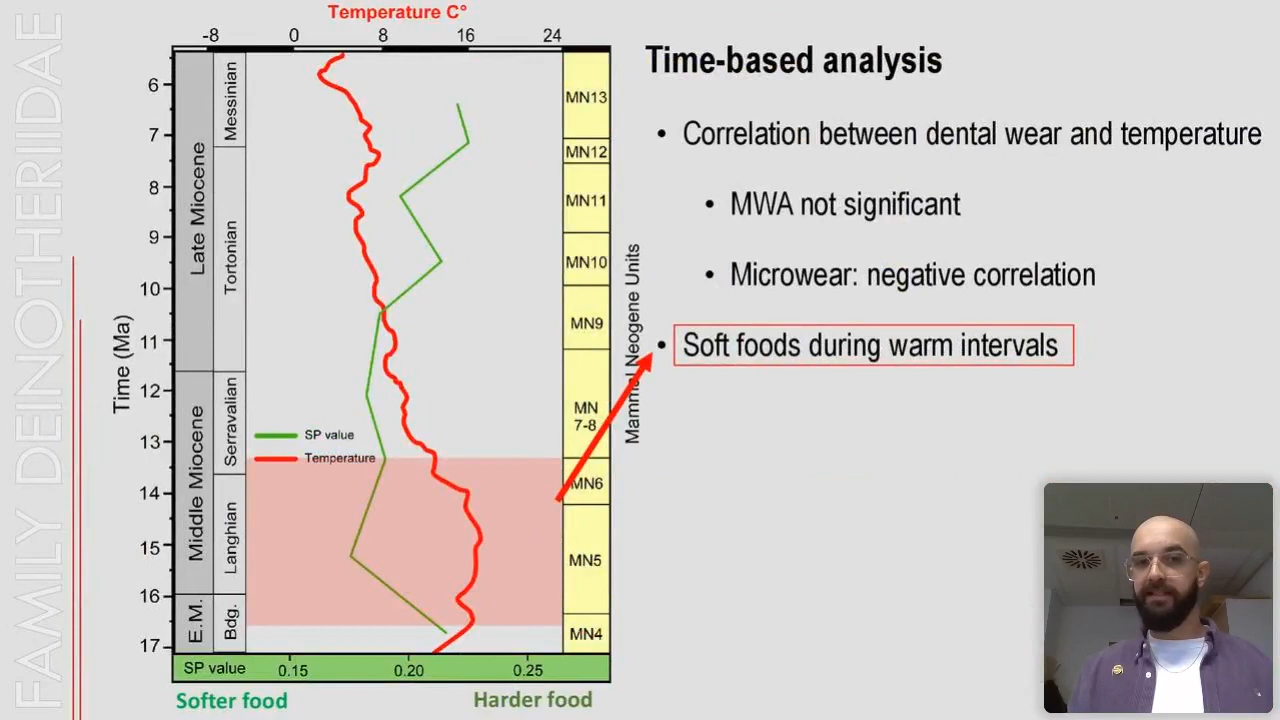 FAMILY DEINOTHERIIDAE
Temperature C°
-8 0 8 16 24
Time (Ma)
6
7
8
9
10
11
12
13
14
15
16
17
Late Miocene
Middle Miocene
E.M.
Messinian
Tortonian
Serravalian
Langhian
Bdg.
SP value
Temperature
MN13
MN12
MN11
MN10
MN9
MN
7-8
MN6
MN5
MN4
Mammal Neogene Units
SP value 0.15 0.20 0.25
Softer food Harder food
Time-based analysis
• Correlation between dental wear and temperature
• MWA not significant
• Microwear: negative correlation
• Soft foods during warm intervals